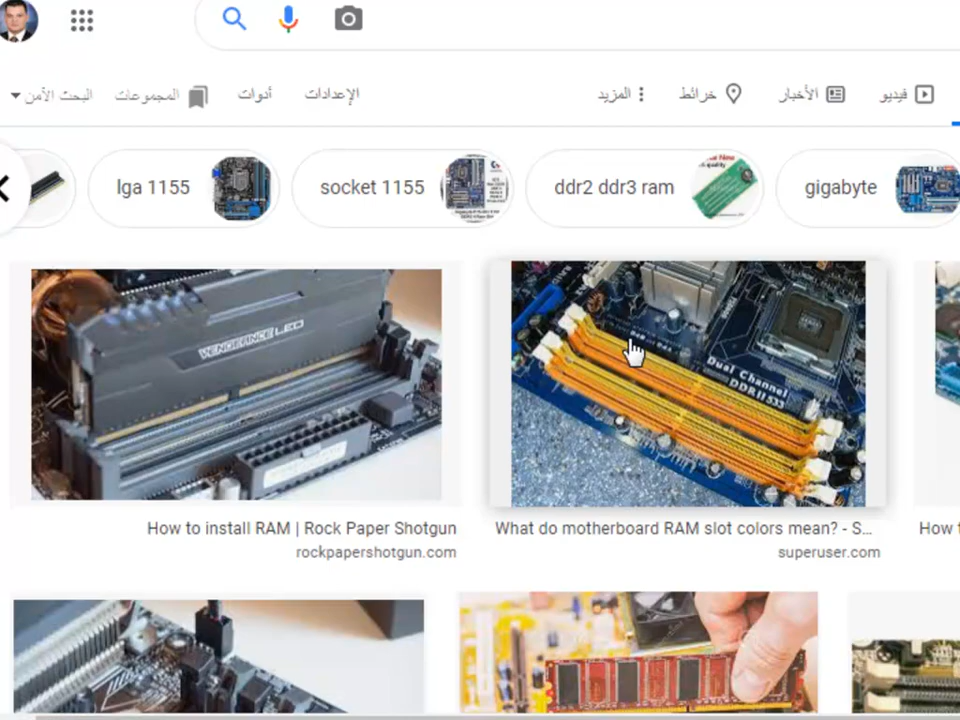 فيديو
الأخبار
خرائط
المزيد
الإعدادات
أدوات
المجموعات
البحث الآمن
gigabyte
ddr2 ddr3 ram
socket 1155
lga 1155
VENGEANCE LED
Dual Channel
DDRII 533
How to install RAM | Rock Paper Shotgun
rockpapershotgun.com
What do motherboard RAM slot colors mean? - S...
superuser.com
How